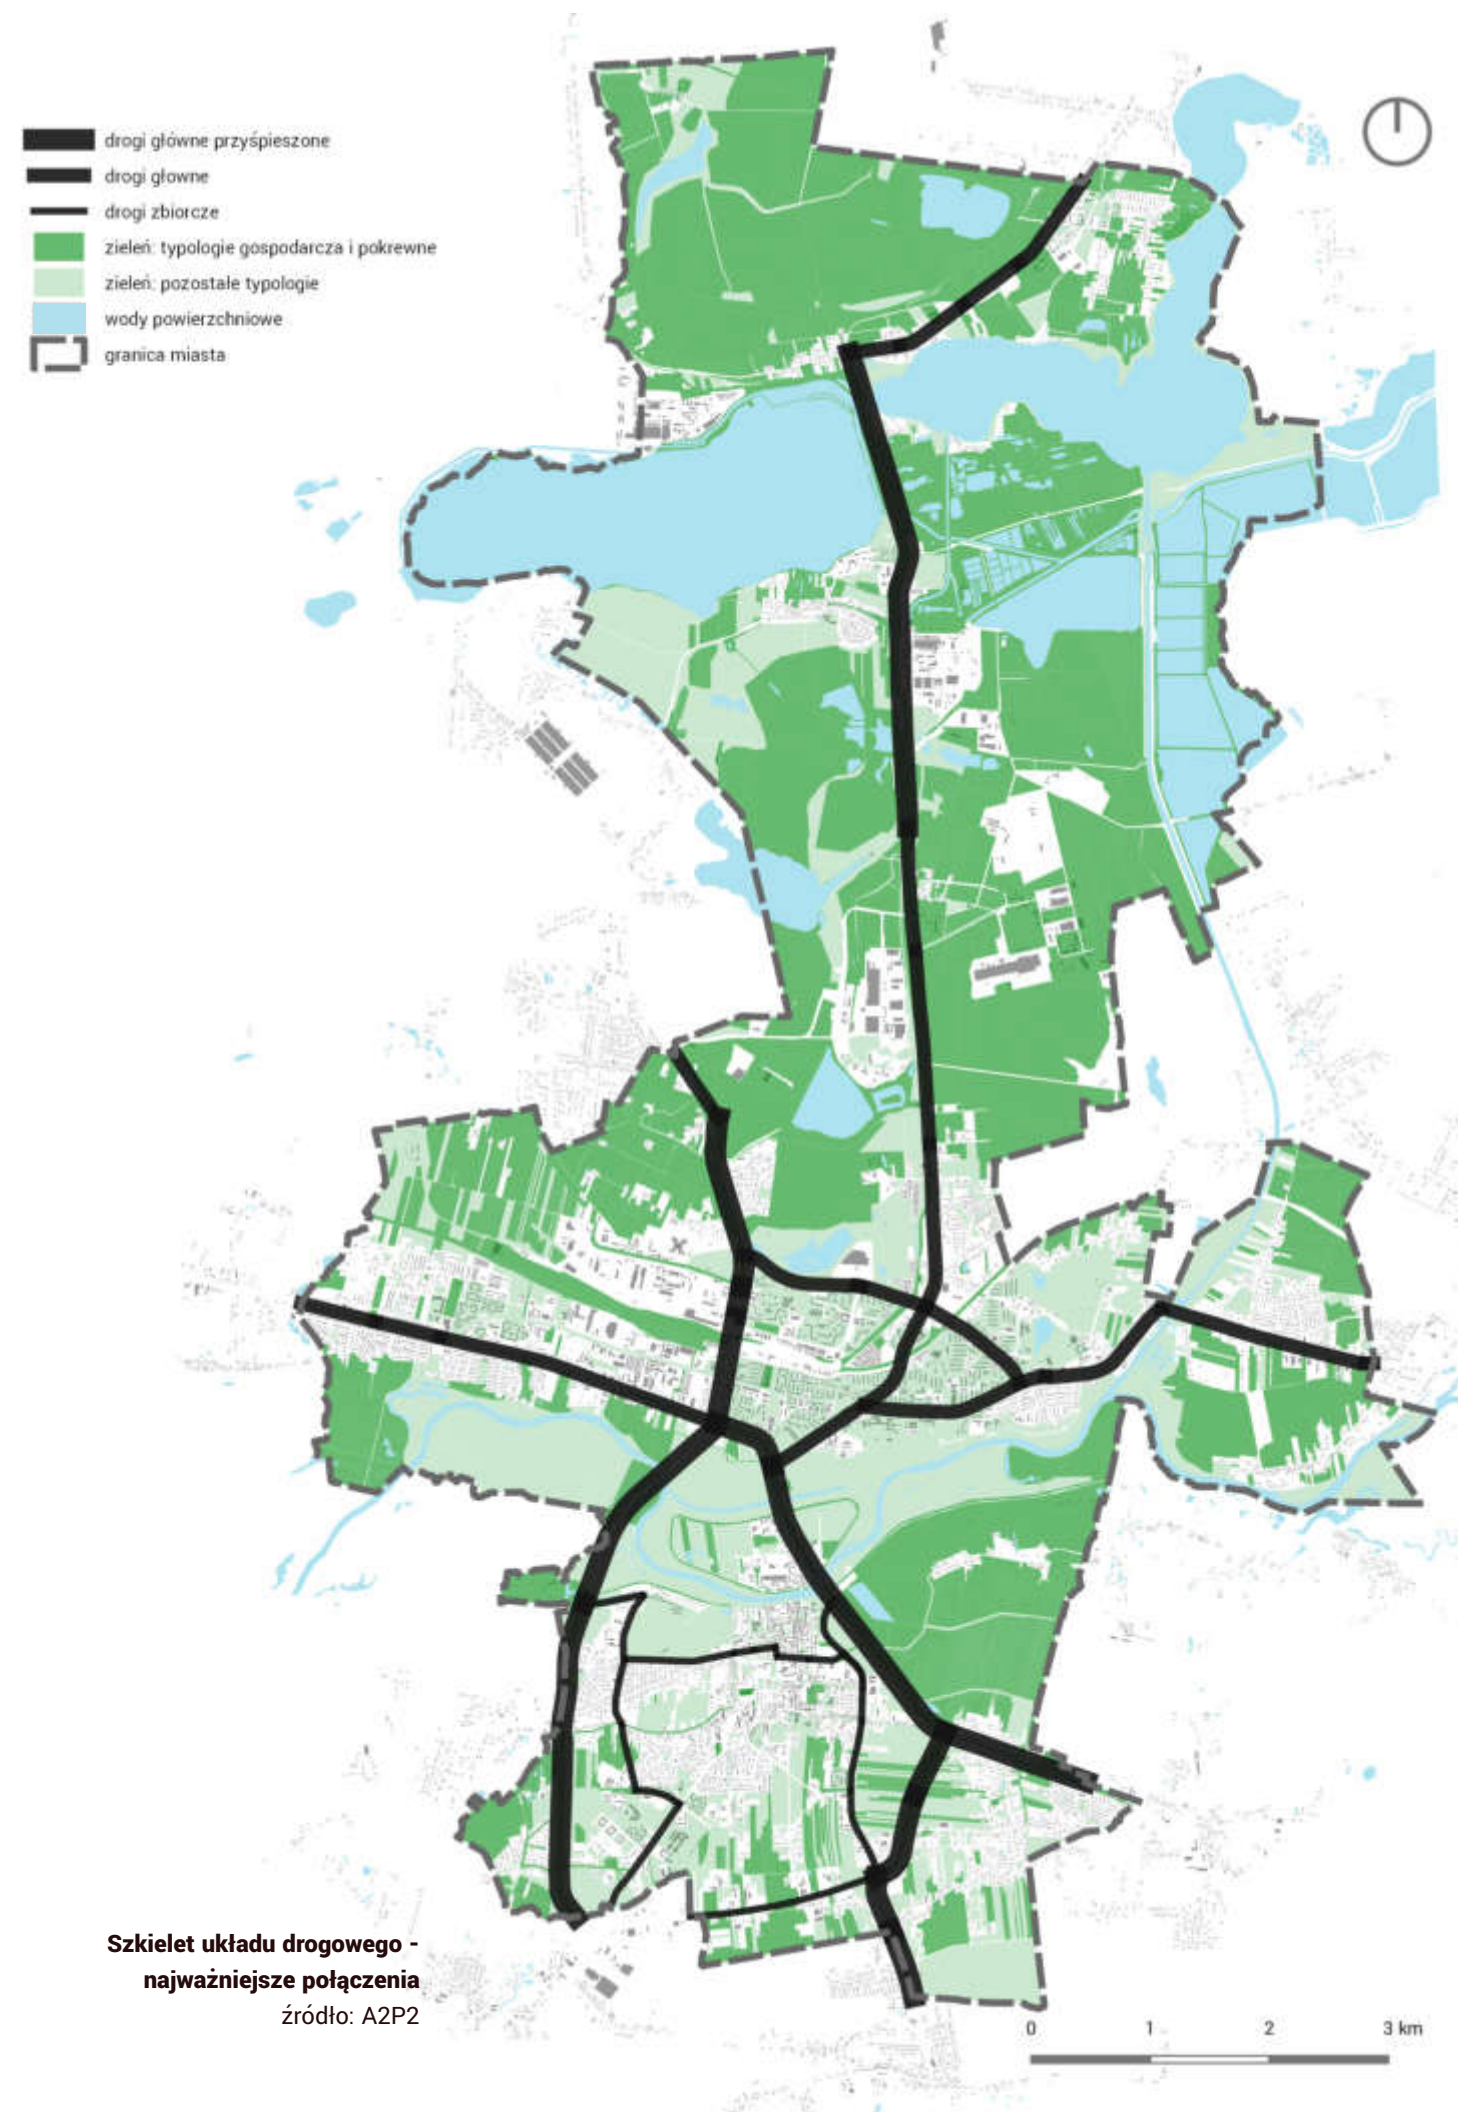 drogi główne przyśpieszone
drogi głowne
drogi zbiorcze
zieleń: typologie gospodarcza i pokrewne
zieleń: pozostałe typologie
wody powierzchniowe
granica miasta
Szkielet układu drogowego -
najważniejsze połączenia
źródło: A2P2
0 1 2 3 km